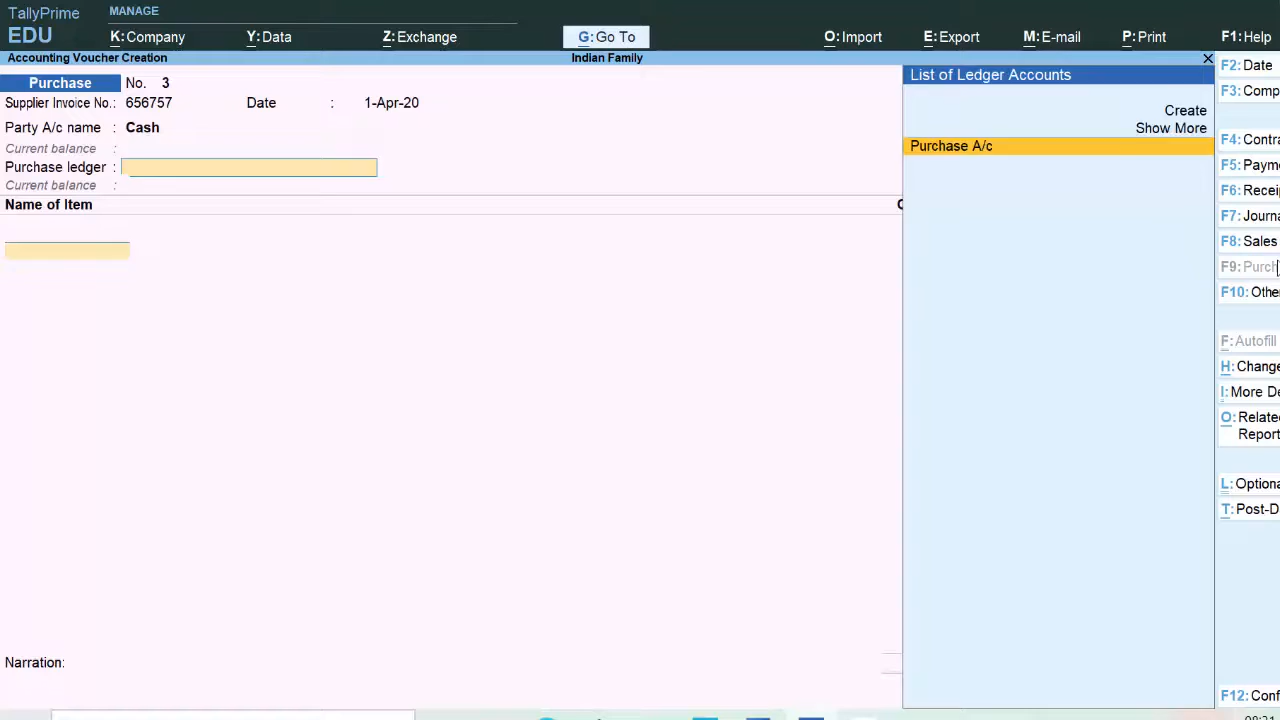 TallyPrime MANAGE
EDU K:Company Y:Data Z:Exchange G:Go To O:Import E:Export M:E-mail P:Print F1:Help
Accounting Voucher Creation Indian Family
Purchase No. 3
Supplier Invoice No.: 656757 Date : 1-Apr-20
Party A/c name : Cash
Current balance :
Purchase ledger :
Current balance :
Name of Item
Narration:
List of Ledger Accounts
Create
Show More
Purchase A/c
F2: Date
F3: Comp
F4: Contra
F5: Paym
F6: Recei
F7: Journa
F8: Sales
F9: Purch
F10: Othe
F: Autofill
H: Change
I: More De
O: Relate
Report
L: Optiona
T: Post-D
F12: Conf